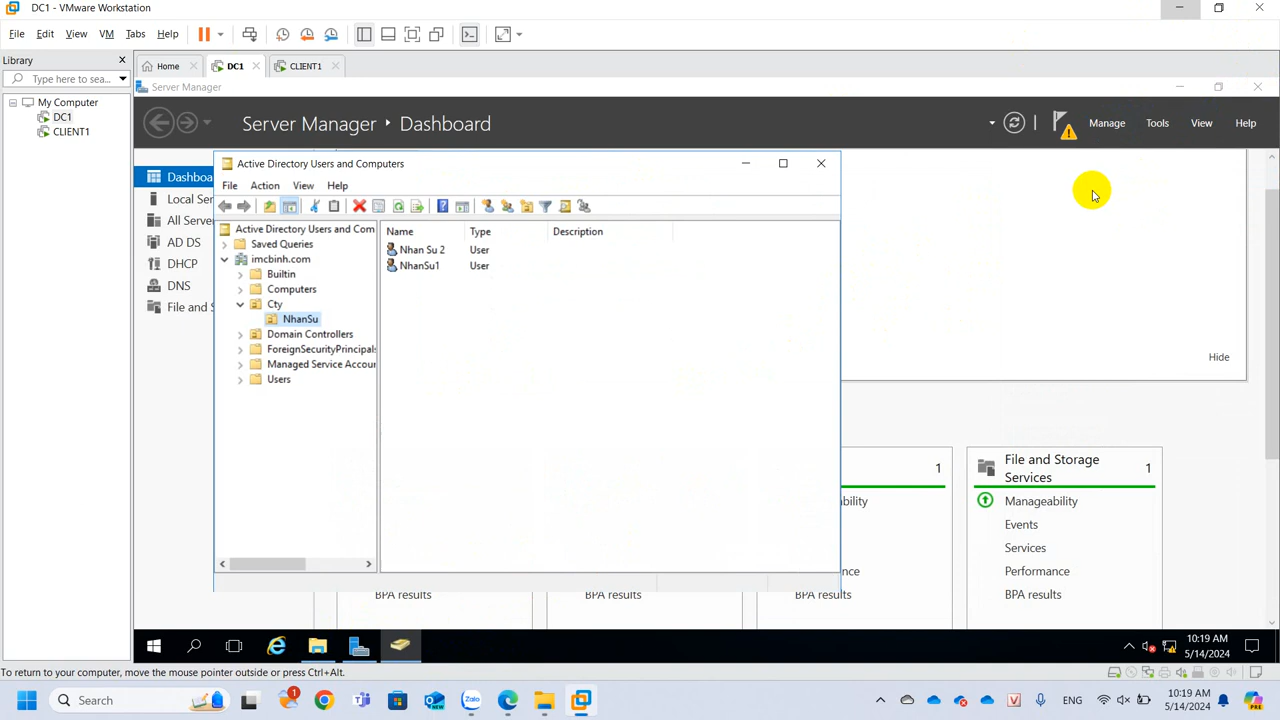 DC1 - VMware Workstation
File Edit View VM Tabs Help
Library
Type here to sea...
My Computer
DC1
CLIENT1
Home
DC1
CLIENT1
Server Manager
Server Manager Dashboard
Manage Tools View Help
Dashboa
Local Ser
All Server
AD DS
DHCP
DNS
File and S
Active Directory Users and Computers
File Action View Help
Active Directory Users and Com
Saved Queries
imcbinh.com
Builtin
Computers
Cty
NhanSu
Domain Controllers
ForeignSecurityPrincipals
Managed Service Accou
Users
Name Type Description
Nhan Su 2 User
NhanSu1 User
Hide
1
ability
nce
BPA results
BPA results
BPA results
File and Storage
Services
1
Manageability
Events
Services
Performance
BPA results
10:19 AM
5/14/2024
To return to your computer, move the mouse pointer outside or press Ctrl+Alt.
Search
1
Zalo
V
ENG
10:19 AM
5/14/2024
PRE